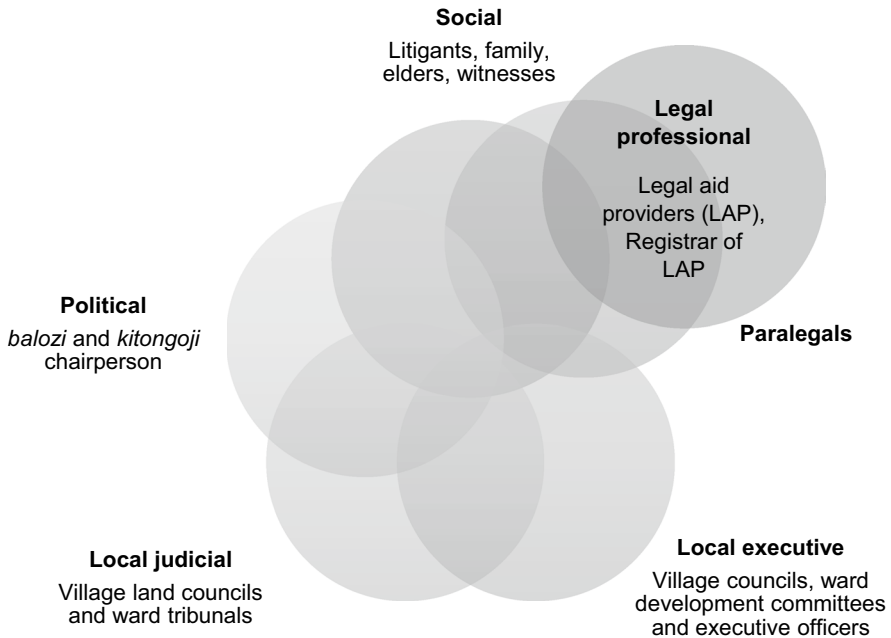 Social
Litigants, family,
elders, witnesses
Legal
professional
Legal aid
providers (LAP),
Registrar of
LAP
Political
balozi and kitongoji
chairperson
Paralegals
Local judicial
Village land councils
and ward tribunals
Local executive
Village councils, ward
development committees
and executive officers